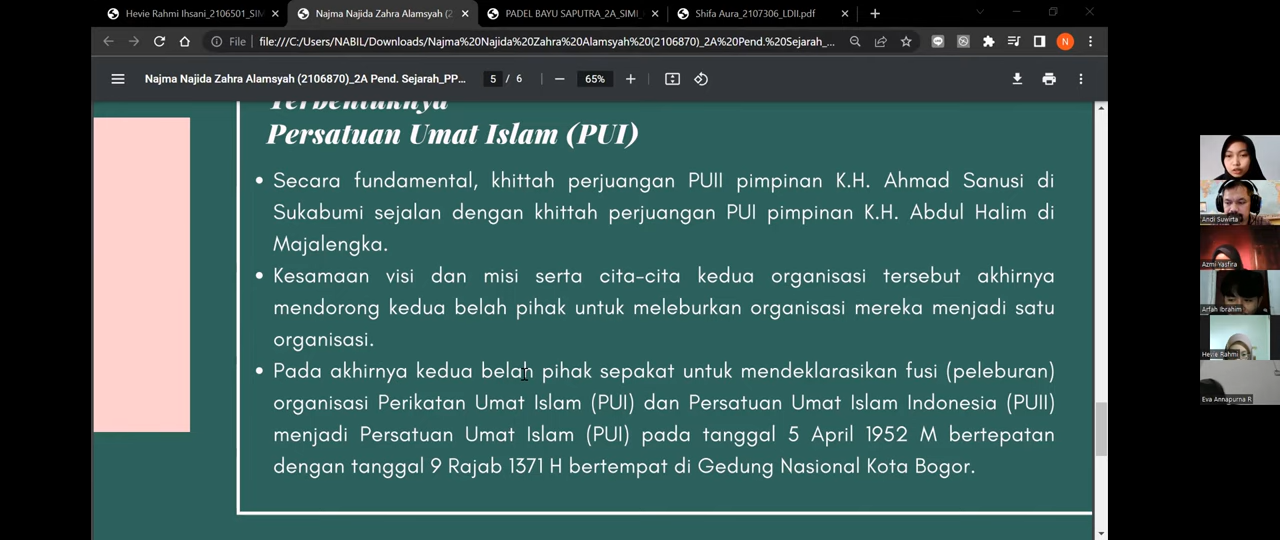 Hevie Rahmi Ihsani_2106501_SIM
Najma Najida Zahra Alamsyah (2
PADEL BAYU SAPUTRA_2A_SIMI_
Shifa Aura_2107306_LDII.pdf
File
file:///C:/Users/NABIL/Downloads/Najma%20Najida%20Zahra%20Alamsyah%20(2106870)_2A%20Pend.%20Sejarah_...
N
Najma Najida Zahra Alamsyah (2106870)_2A Pend. Sejarah_PP...
5 / 6
65%
Terbentuknya
Persatuan Umat Islam (PUI)
• Secara fundamental, khittah perjuangan PUII pimpinan K.H. Ahmad Sanusi di
Sukabumi sejalan dengan khittah perjuangan PUI pimpinan K.H. Abdul Halim di
Majalengka.
• Kesamaan visi dan misi serta cita-cita kedua organisasi tersebut akhirnya
mendorong kedua belah pihak untuk meleburkan organisasi mereka menjadi satu
organisasi.
• Pada akhirnya kedua belah pihak sepakat untuk mendeklarasikan fusi (peleburan)
organisasi Perikatan Umat Islam (PUI) dan Persatuan Umat Islam Indonesia (PUII)
menjadi Persatuan Umat Islam (PUI) pada tanggal 5 April 1952 M bertepatan
dengan tanggal 9 Rajab 1371 H bertempat di Gedung Nasional Kota Bogor.
Andi Suwirta
Azmi Yasfira
Arfah Ibrahim
Hevie Rahmi
Eva Annapurna R